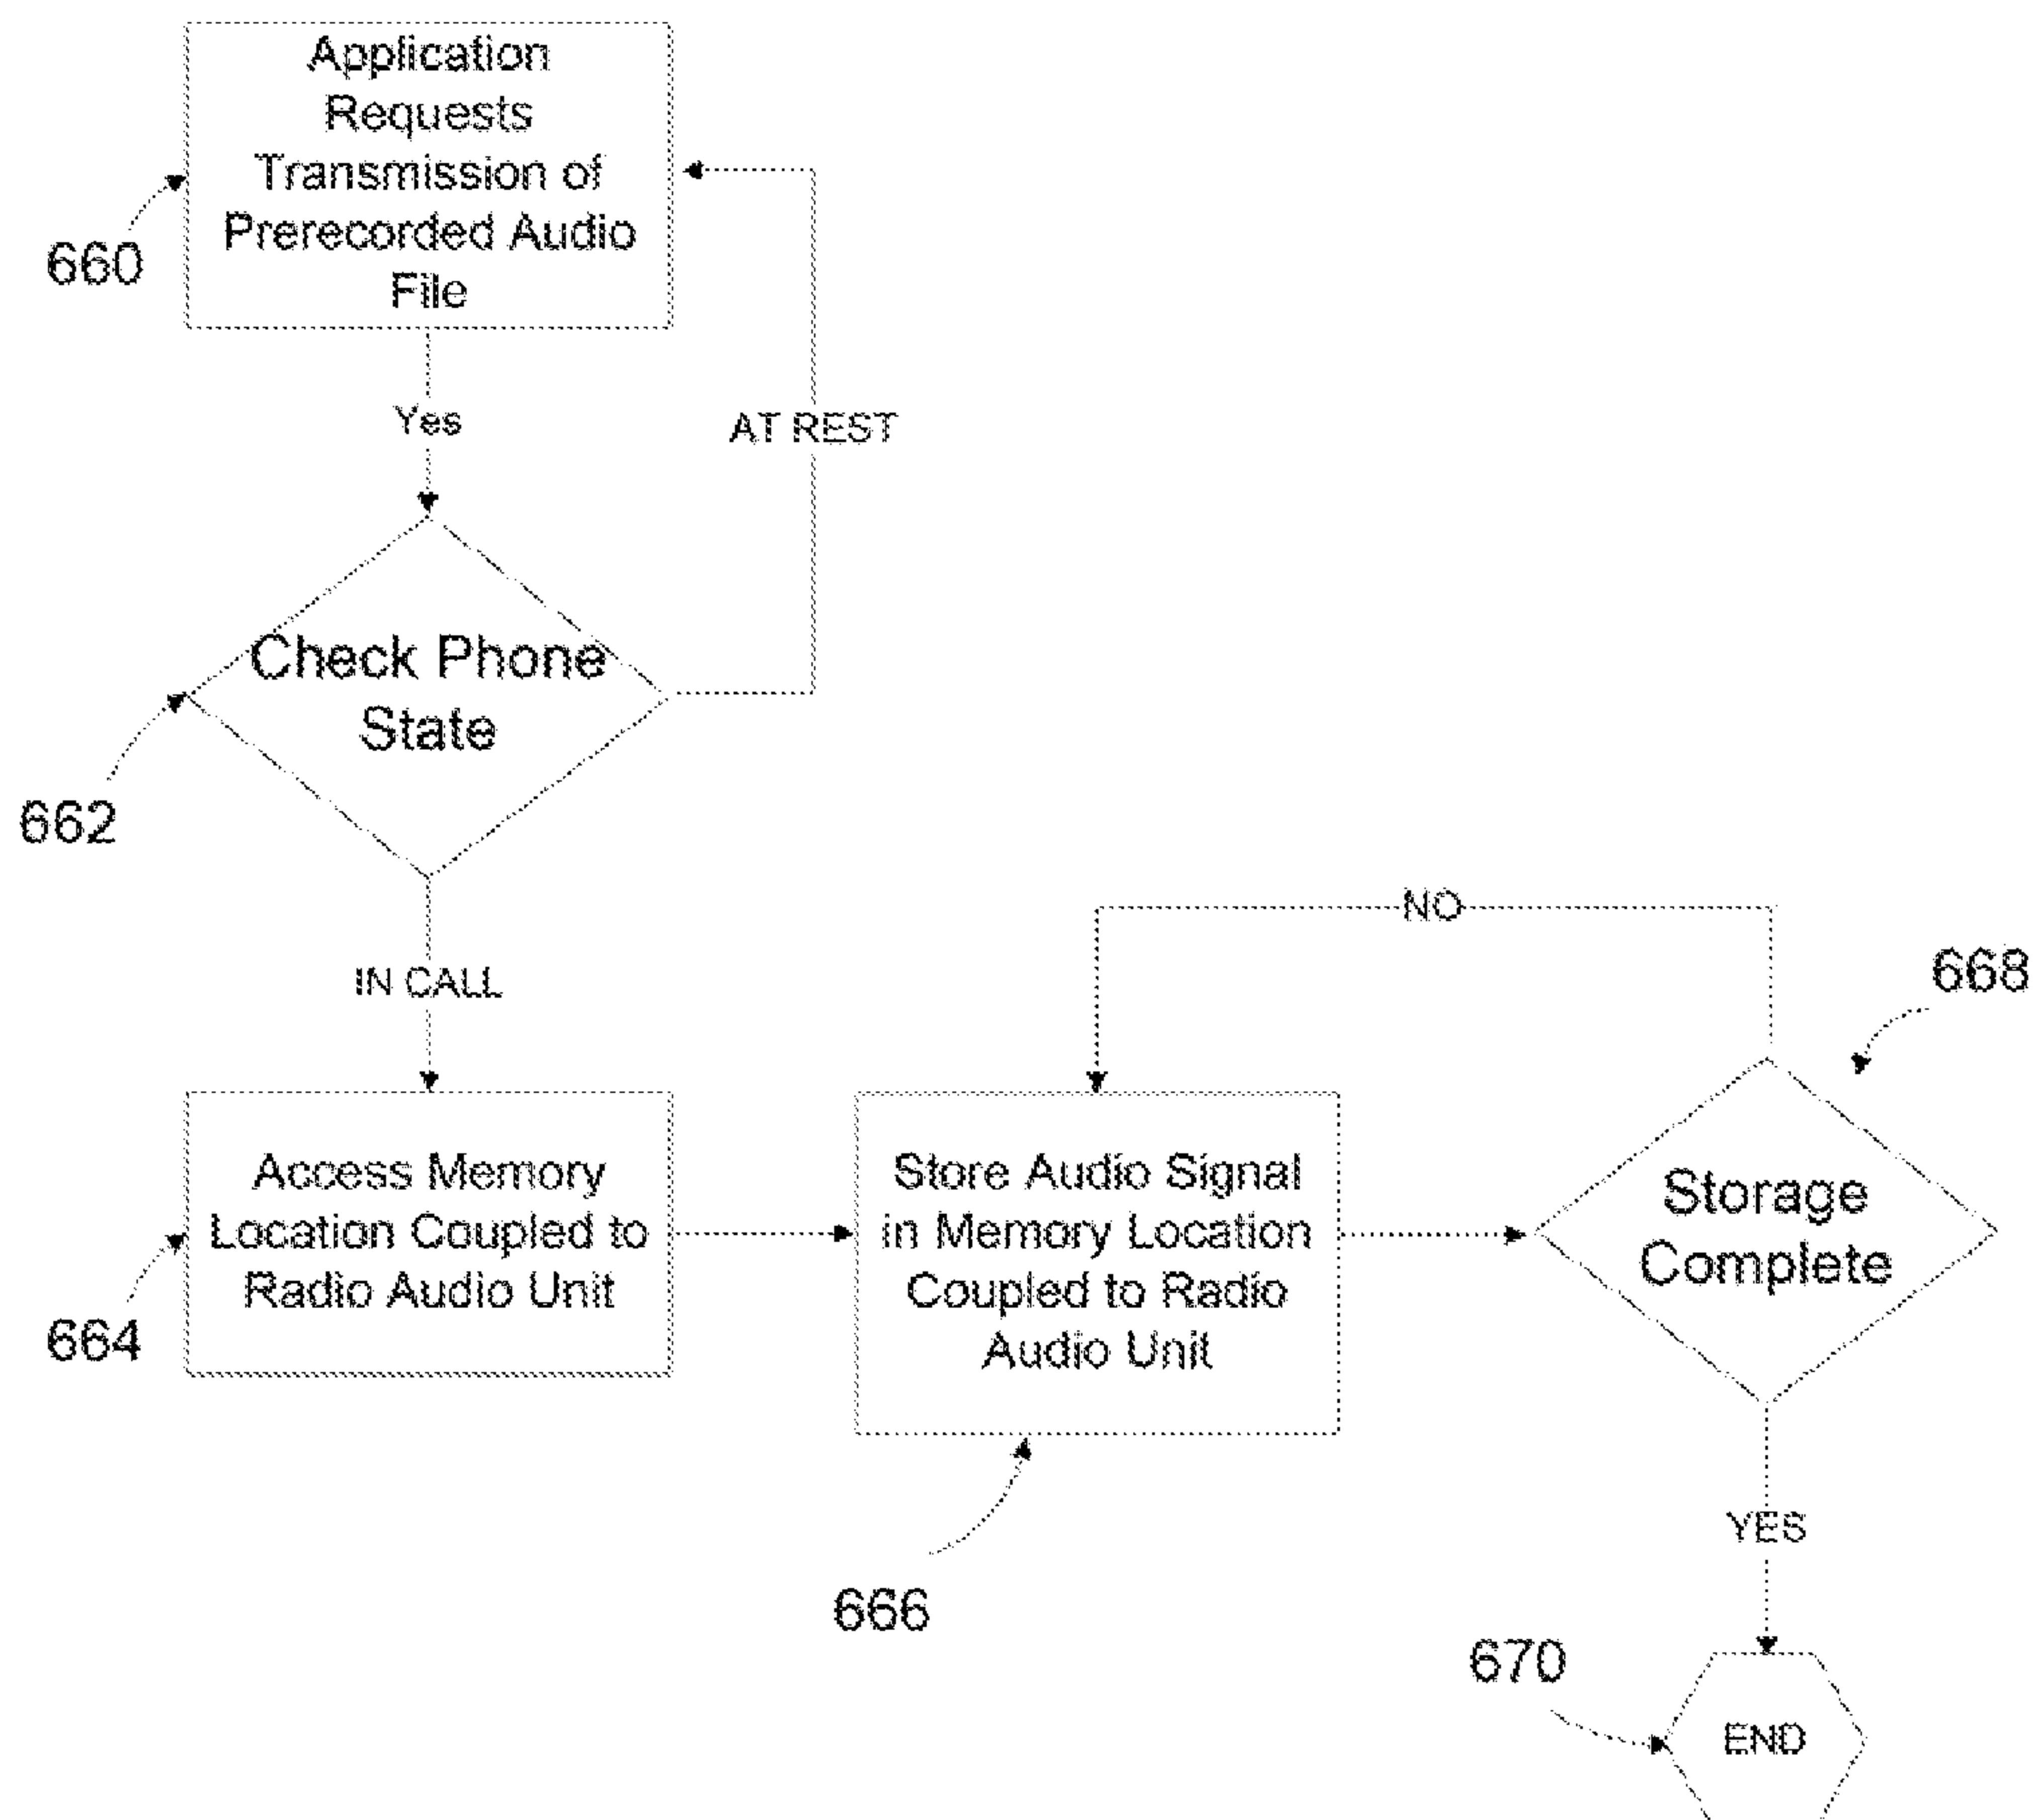 Application
Requests
Transmission of
Prerecorded Audio
File
660
Yes
AT REST
Check Phone
State
662
IN CALL
NO
668
Access Memory
Location Coupled to
Radio Audio Unit
664
Store Audio Signal
in Memory Location
Coupled to Radio
Audio Unit
666
Storage
Complete
YES
670
END